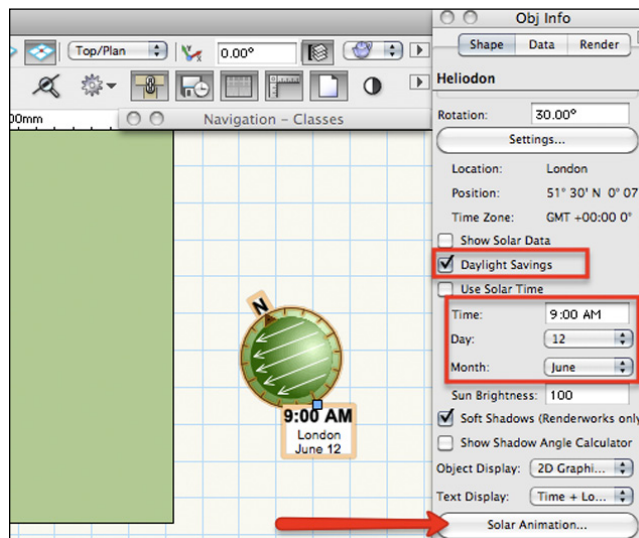 Obj Info
Top/Plan
0.00°
Shape Data Render
Heliodon
00mm
Navigation – Classes
Rotation: 30.00°
Settings...
Location: London
Position: 51° 30' N 0° 07
Time Zone: GMT +00:00 0°
Show Solar Data
Daylight Savings
Use Solar Time
Time: 9:00 AM
Day: 12
Month: June
Sun Brightness: 100
Soft Shadows (Renderworks only
Show Shadow Angle Calculator
Object Display: 2D Graphi...
Text Display: Time + Lo...
Solar Animation...
N
9:00 AM
London
June 12